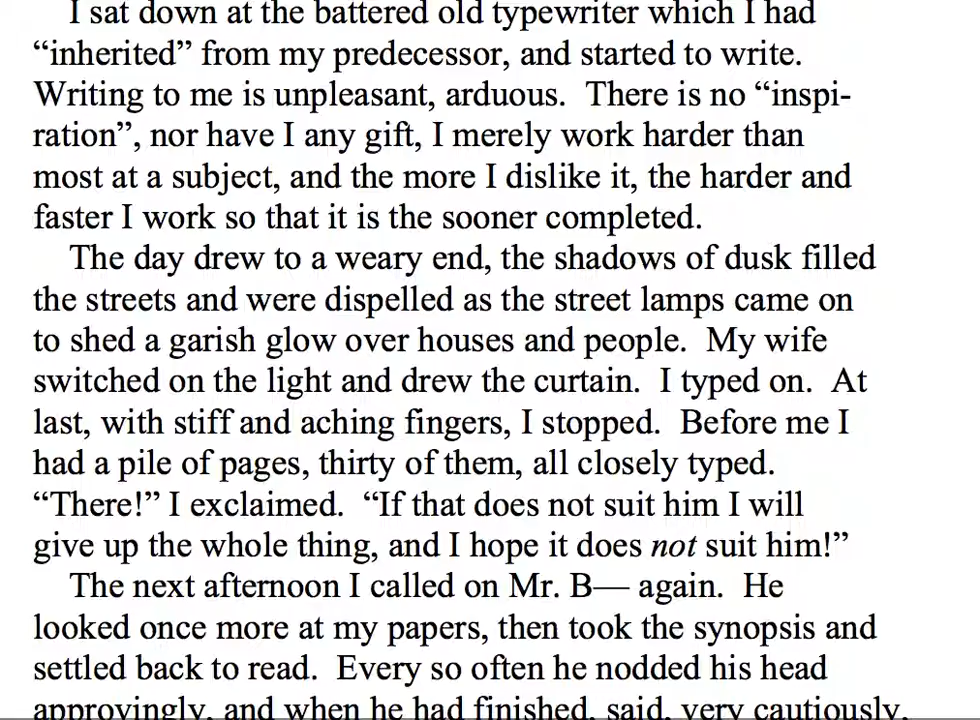 I sat down at the battered old typewriter which I had
“inherited” from my predecessor, and started to write.
Writing to me is unpleasant, arduous.  There is no “inspi-
ration”, nor have I any gift, I merely work harder than
most at a subject, and the more I dislike it, the harder and
faster I work so that it is the sooner completed.
The day drew to a weary end, the shadows of dusk filled
the streets and were dispelled as the street lamps came on
to shed a garish glow over houses and people.  My wife
switched on the light and drew the curtain.  I typed on.  At
last, with stiff and aching fingers, I stopped.  Before me I
had a pile of pages, thirty of them, all closely typed.
“There!” I exclaimed.  “If that does not suit him I will
give up the whole thing, and I hope it does not suit him!”
The next afternoon I called on Mr. B— again.  He
looked once more at my papers, then took the synopsis and
settled back to read.  Every so often he nodded his head
approvingly, and when he had finished, said, very cautiously,